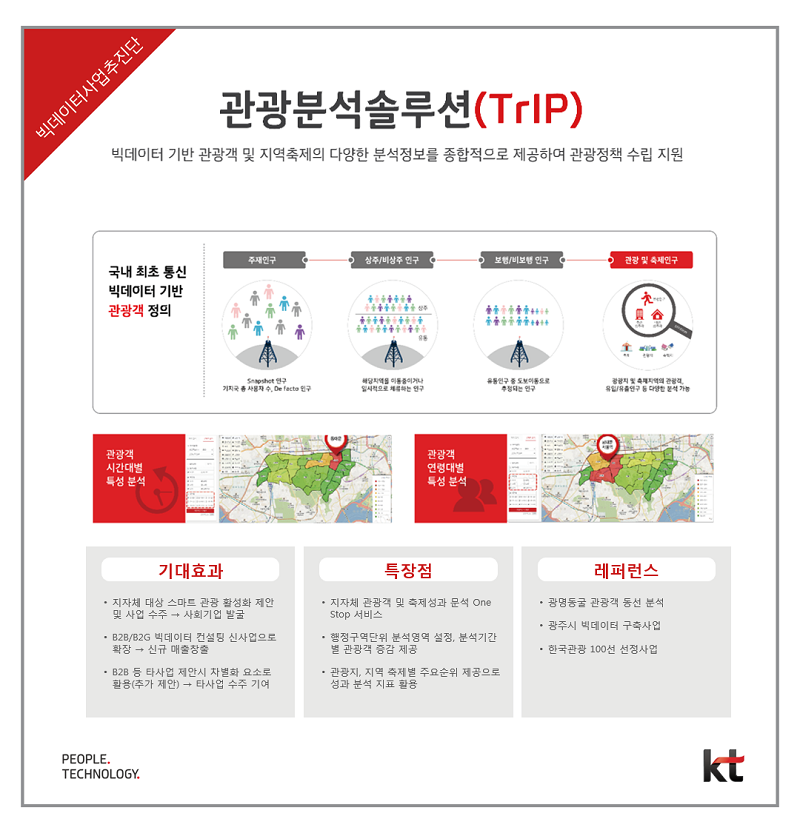 빅데이터사업추진단
관광분석솔루션(TrIP)
빅데이터 기반 관광객 및 지역축제의 다양한 분석정보를 종합적으로 제공하여 관광정책 수립 지원
국내 최초 통신
빅데이터 기반
관광객 정의
주재인구
상주/비상주 인구
보행/비보행 인구
관광 및 축제인구
상주
유동
Snapshot 인구
기지국 총 사용자 수, De facto 인구
해당지역을 이동중이거나
일시적으로 체류하는 인구
유동인구 중 도보이동으로
추정되는 인구
관광지 및 축제지역의 관광객,
유입/유출인구 등 다양한 분석 가능
관광객
시간대별
특성 분석
관광객
연령대별
특성 분석
기대효과
• 지자체 대상 스마트 관광 활성화 제안
및 사업 수주 → 사회기업 발굴
• B2B/B2G 빅데이터 컨설팅 신사업으로
확장 → 신규 매출창출
• B2B 등 타사업 제안시 차별화 요소로
활용(추가 제안) → 타사업 수주 기여
특장점
• 지자체 관광객 및 축제성과 문석 One
Stop 서비스
• 행정구역단위 분석영역 설정, 분석기간
별 관광객 증감 제공
• 관광지, 지역 축제별 주요순위 제공으로
성과 분석 지표 활용
레퍼런스
• 광명동굴 관광객 동선 분석
• 광주시 빅데이터 구축사업
• 한국관광 100선 선정사업
PEOPLE.
TECHNOLOGY.
kt